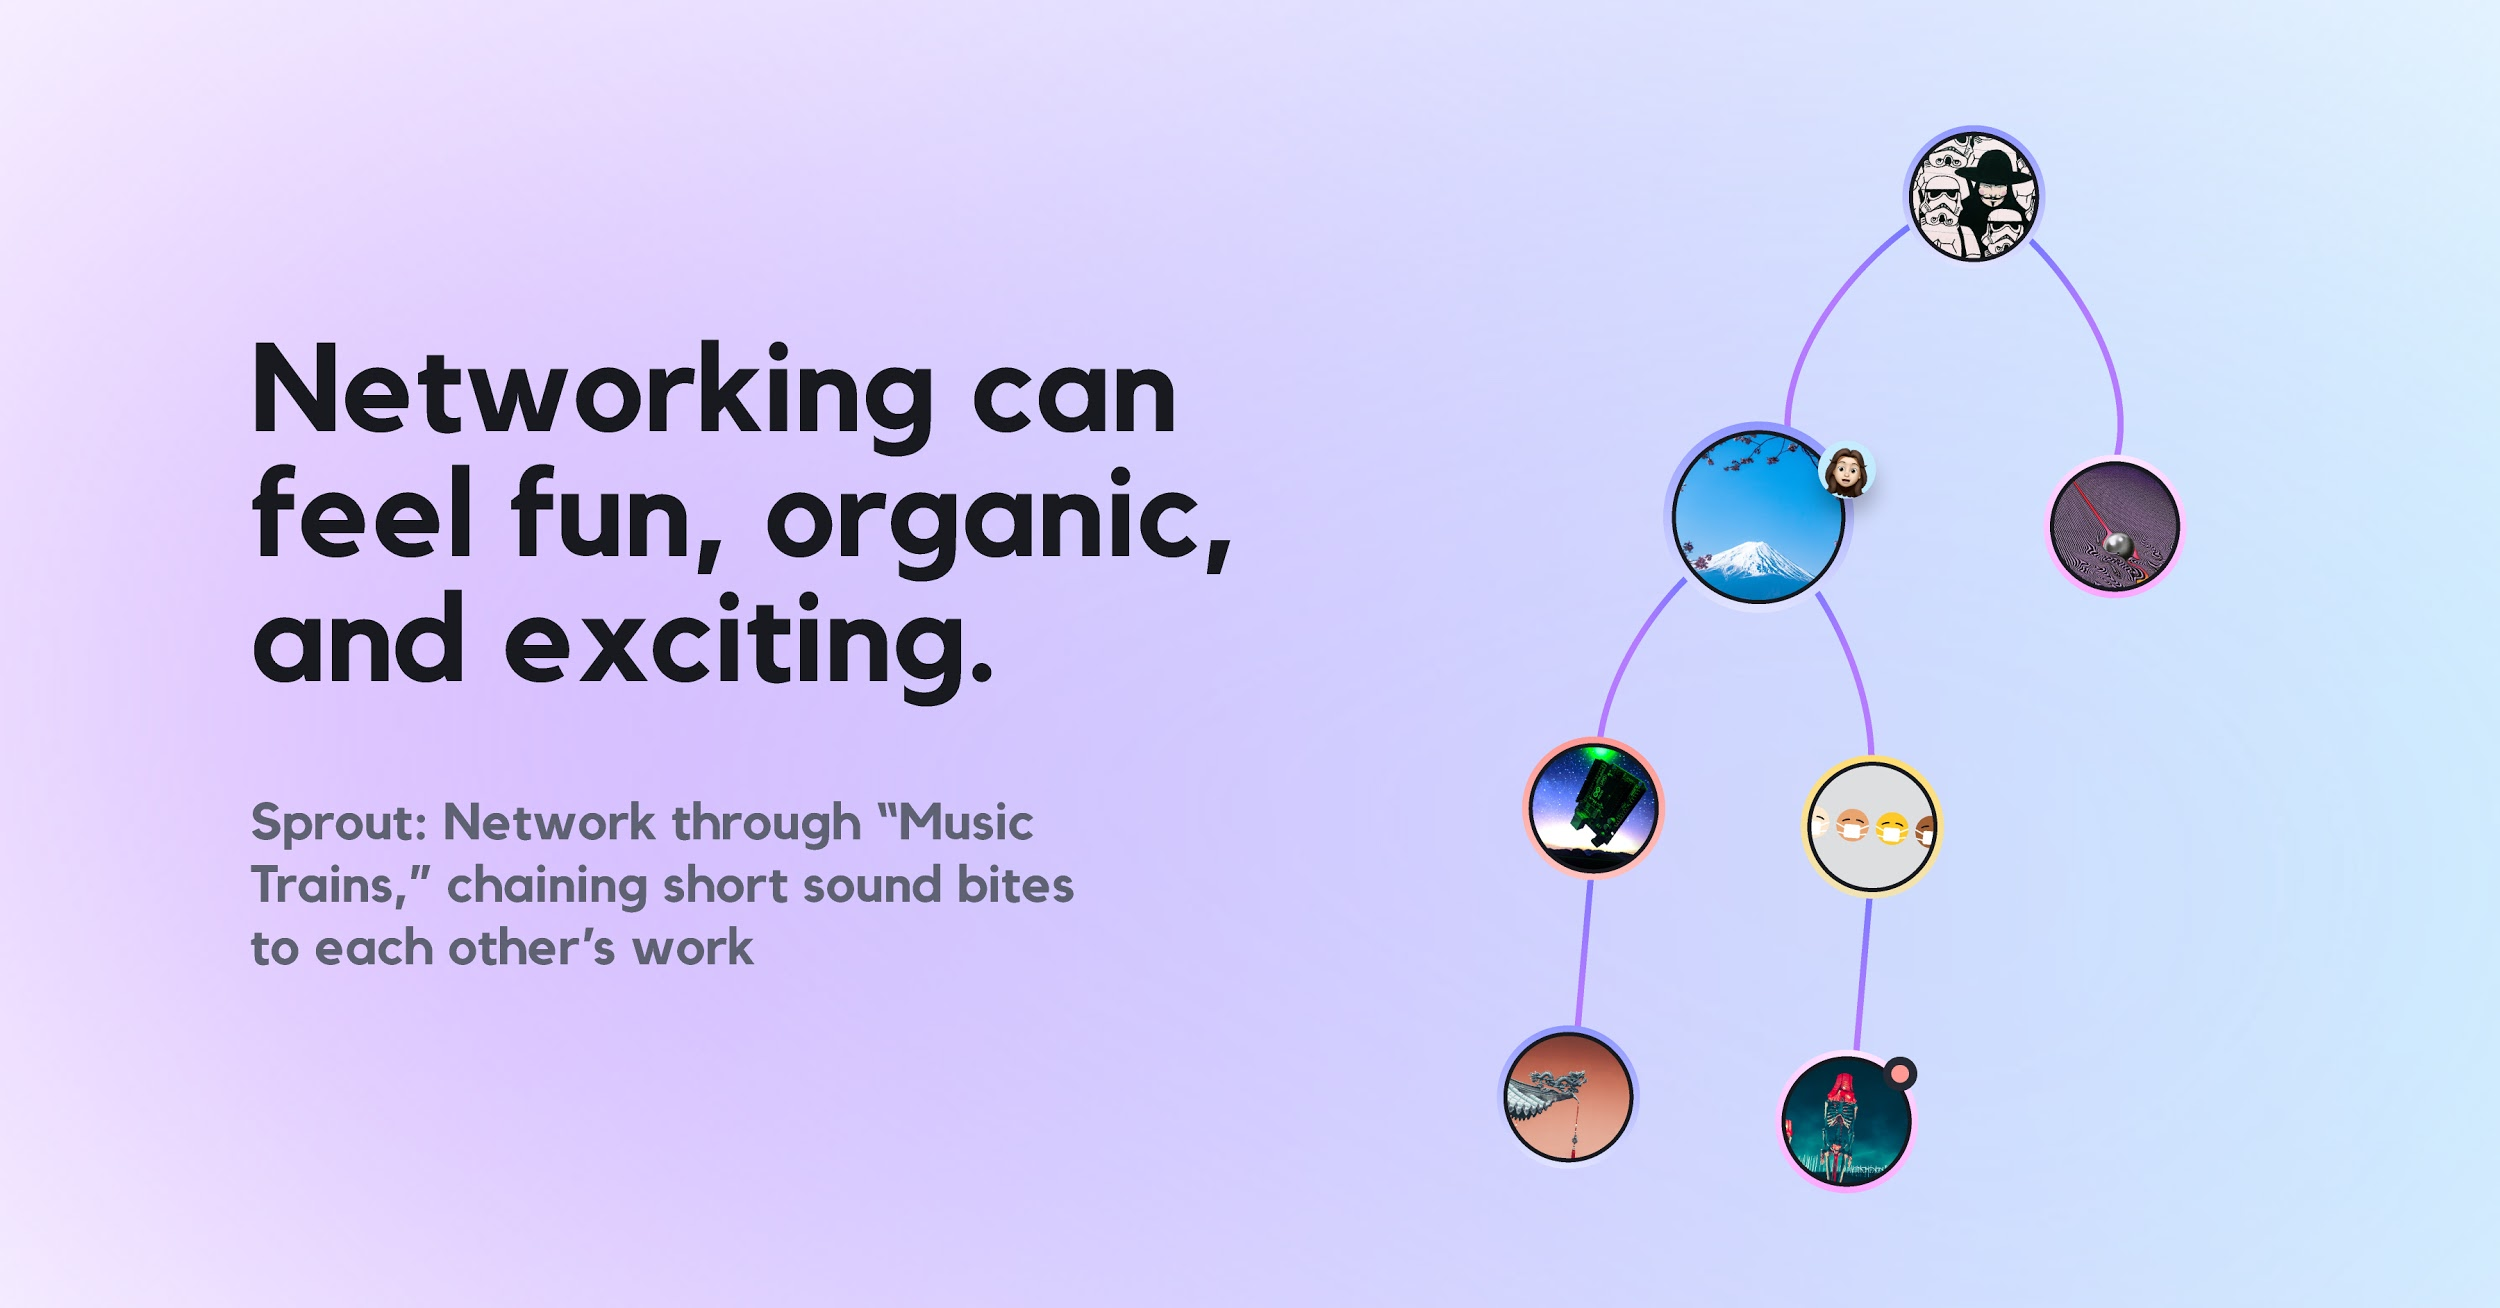 Networking can
feel fun, organic,
and exciting.
Sprout: Network through “Music
Trains,” chaining short sound bites
to each other’s work